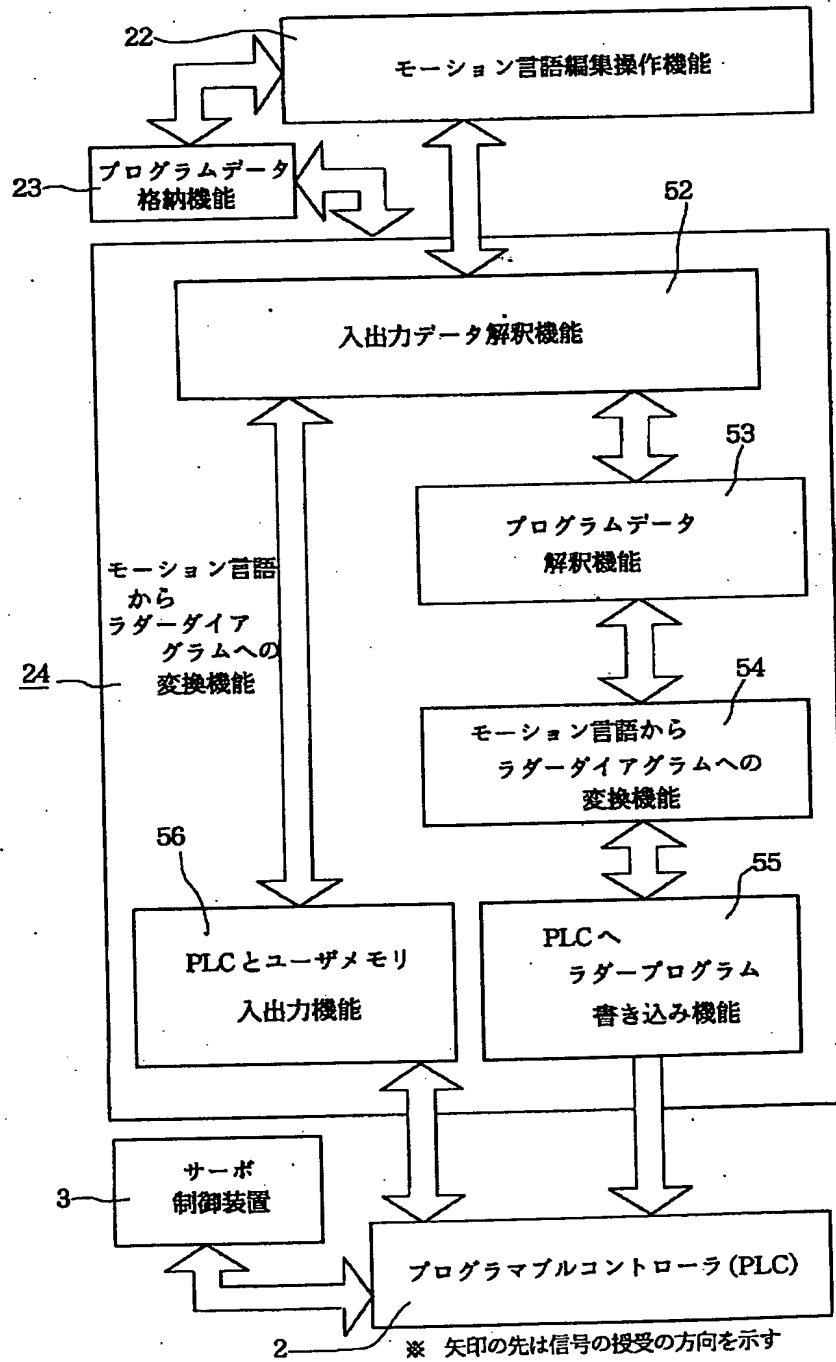 22
モーション言語編集操作機能
23
プログラムデータ
格納機能
52
入出力データ解釈機能
53
プログラムデータ
解釈機能
モーション言語
から
ラダーダイア
グラムへの
変換機能
24
54
モーション言語から
ラダーダイアグラムへの
変換機能
56
PLCとユーザメモリ
入出力機能
55
PLCへ
ラダープログラム
書き込み機能
サーボ
制御装置
3
プログラマブルコントローラ(PLC)
2
※ 矢印の先は信号の授受の方向を示す